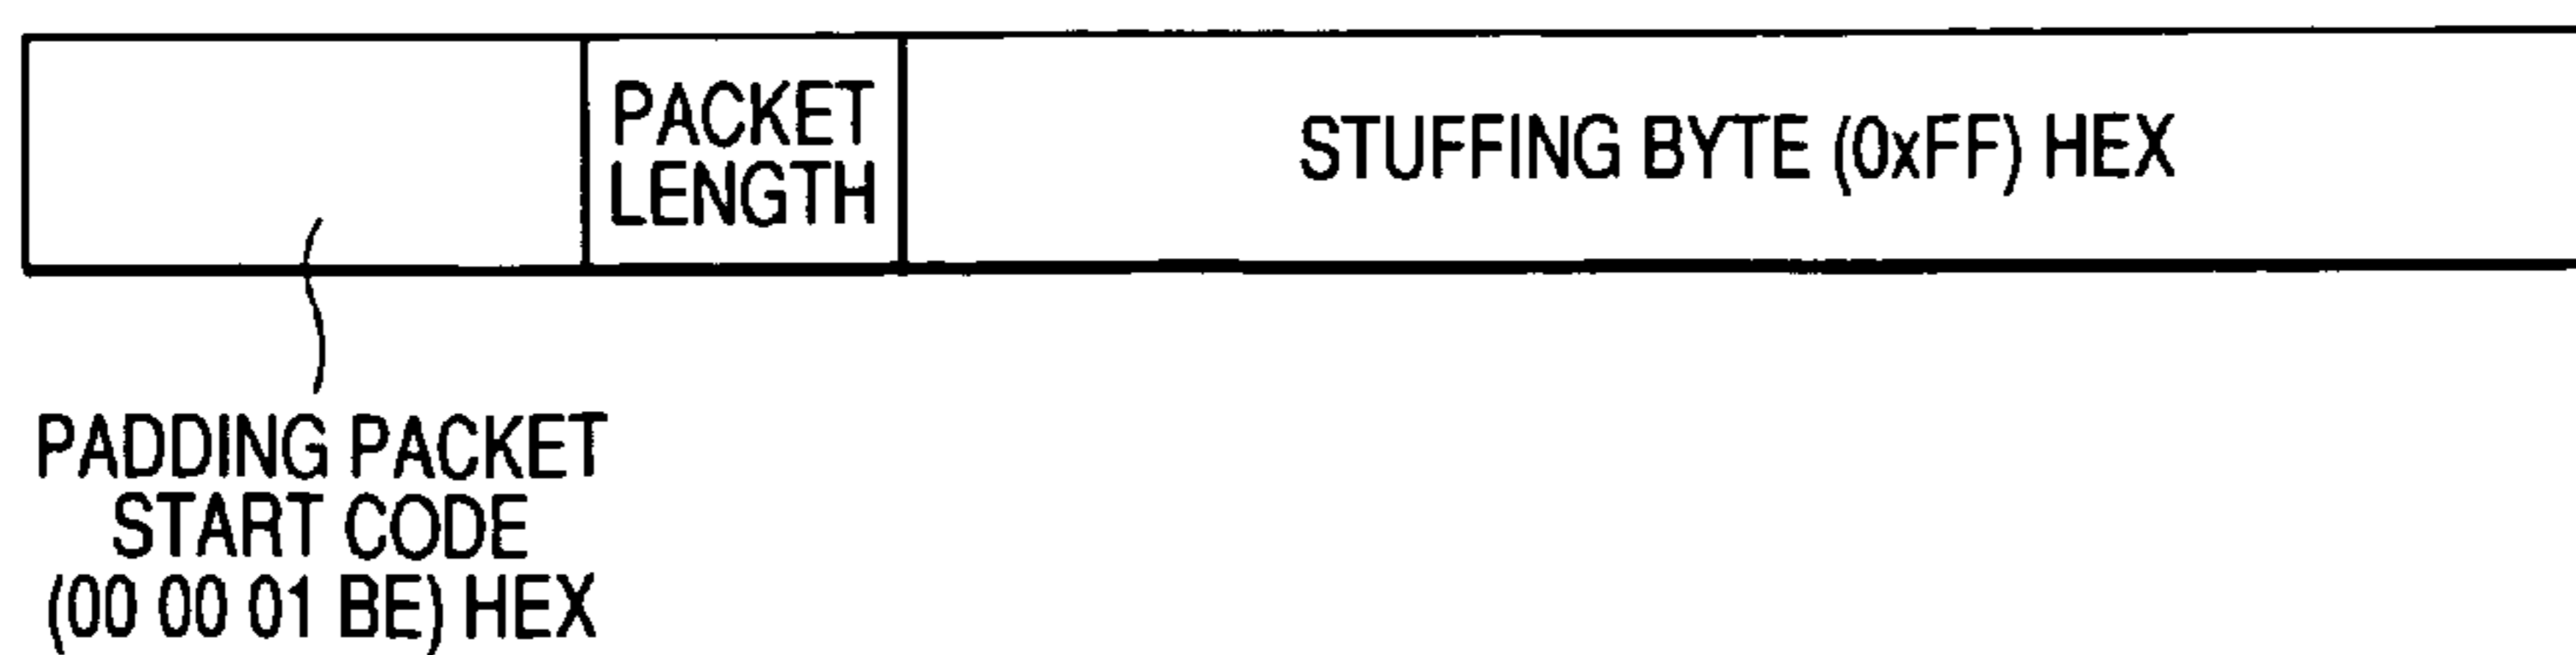 PACKET
LENGTH
STUFFING BYTE (0xFF) HEX
PADDING PACKET
START CODE
(00 00 01 BE) HEX